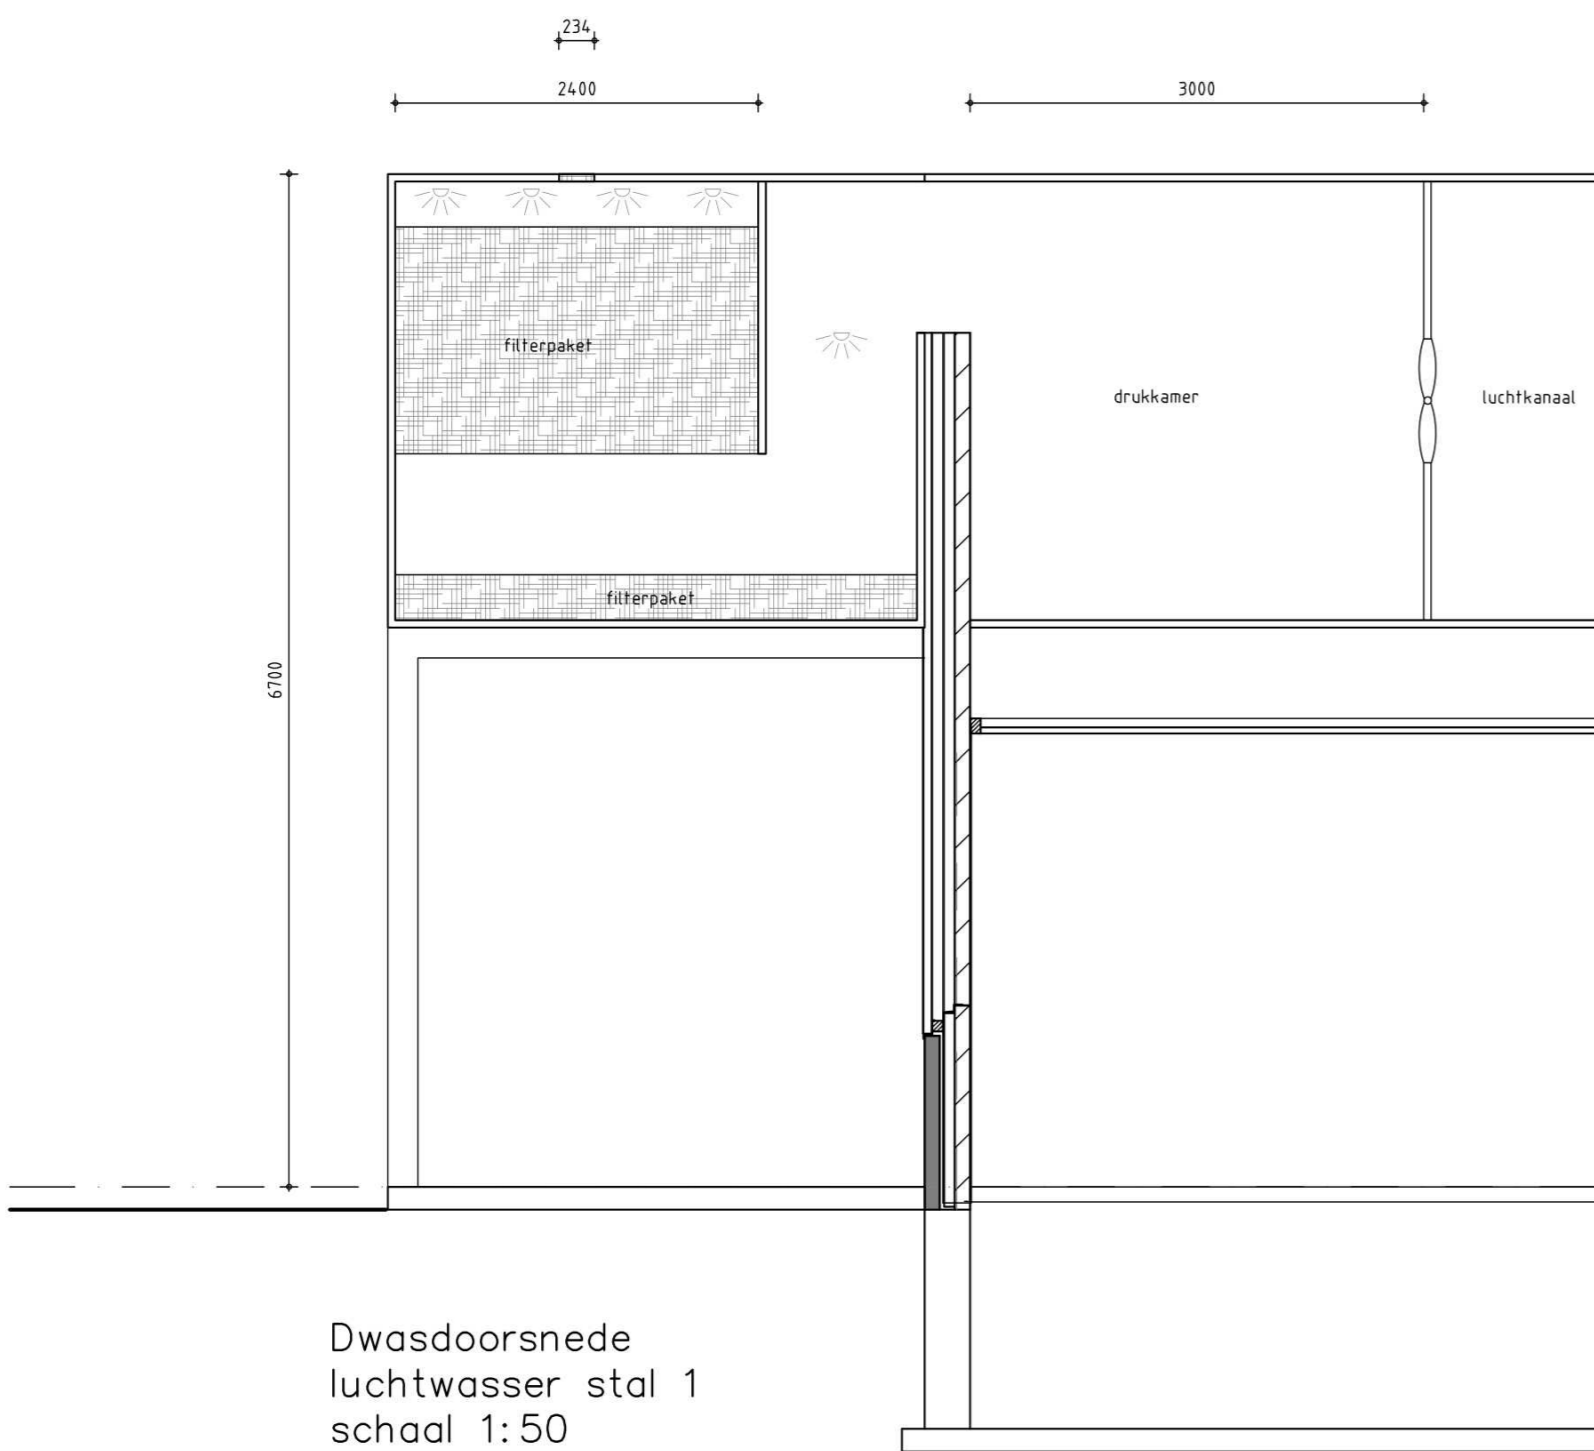 234
2400
3000
filterpaket
drukkamer
luchtkanaal
filterpaket
6700
Dwasdoorsnede
luchtwasser stal 1
schaal 1:50